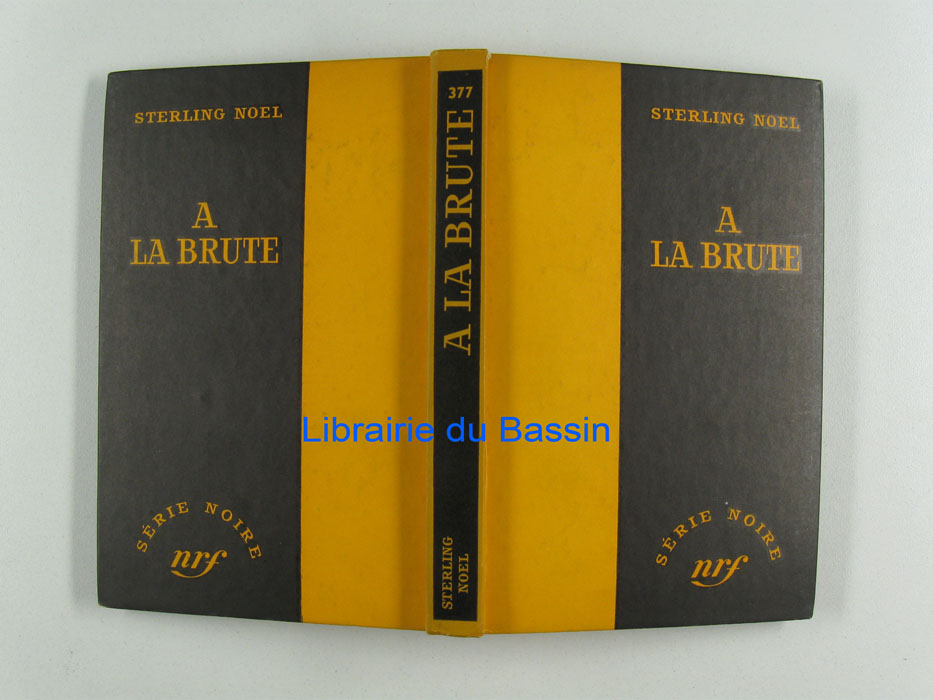 STERLING NOEL
A
LA BRUTE
SÉRIE NOIRE
nrf
377
A LA BRUTE
STERLING
NOEL
STERLING NOEL
A
LA BRUTE
SÉRIE NOIRE
nrf
Librairie du Bassin